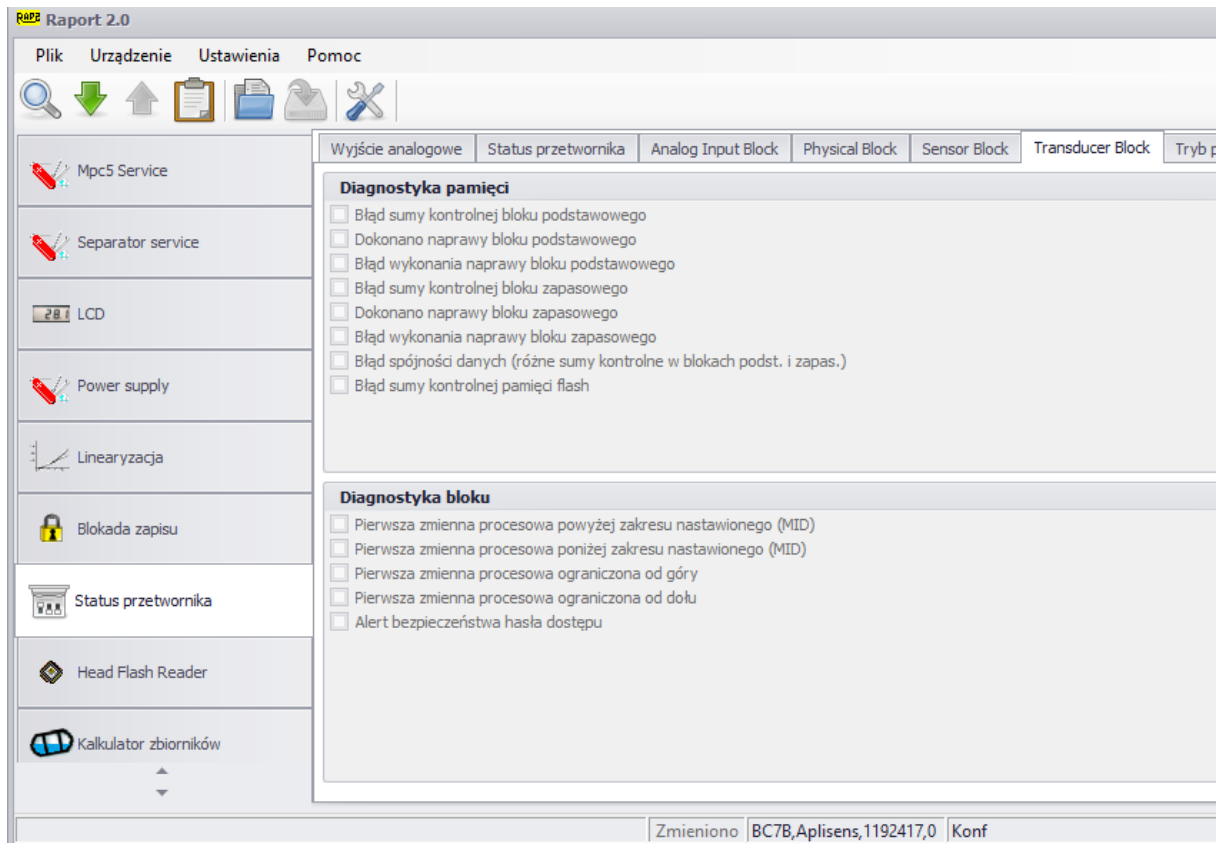 RAP2 Raport 2.0
Plik Urządzenie Ustawienia Pomoc
Mpc5 Service
Separator service
LCD
Power supply
Linearyzacja
Blokada zapisu
Status przetwornika
Head Flash Reader
Kalkulator zbiorników
Wyjście analogowe Status przetwornika Analog Input Block Physical Block Sensor Block Transducer Block Tryb
Diagnostyka pamięci
Błąd sumy kontrolnej bloku podstawowego
Dokonano naprawy bloku podstawowego
Błąd wykonania naprawy bloku podstawowego
Błąd sumy kontrolnej bloku zapasowego
Dokonano naprawy bloku zapasowego
Błąd wykonania naprawy bloku zapasowego
Błąd spójności danych (różne sumy kontrolne w blokach podst. i zapas.)
Błąd sumy kontrolnej pamięci flash
Diagnostyka bloku
Pierwsza zmienna procesowa powyżej zakresu nastawionego (MID)
Pierwsza zmienna procesowa poniżej zakresu nastawionego (MID)
Pierwsza zmienna procesowa ograniczona od góry
Pierwsza zmienna procesowa ograniczona od dołu
Alert bezpieczeństwa hasła dostępu
Zmieniono BC7B,Aplisens,1192417,0 Konf